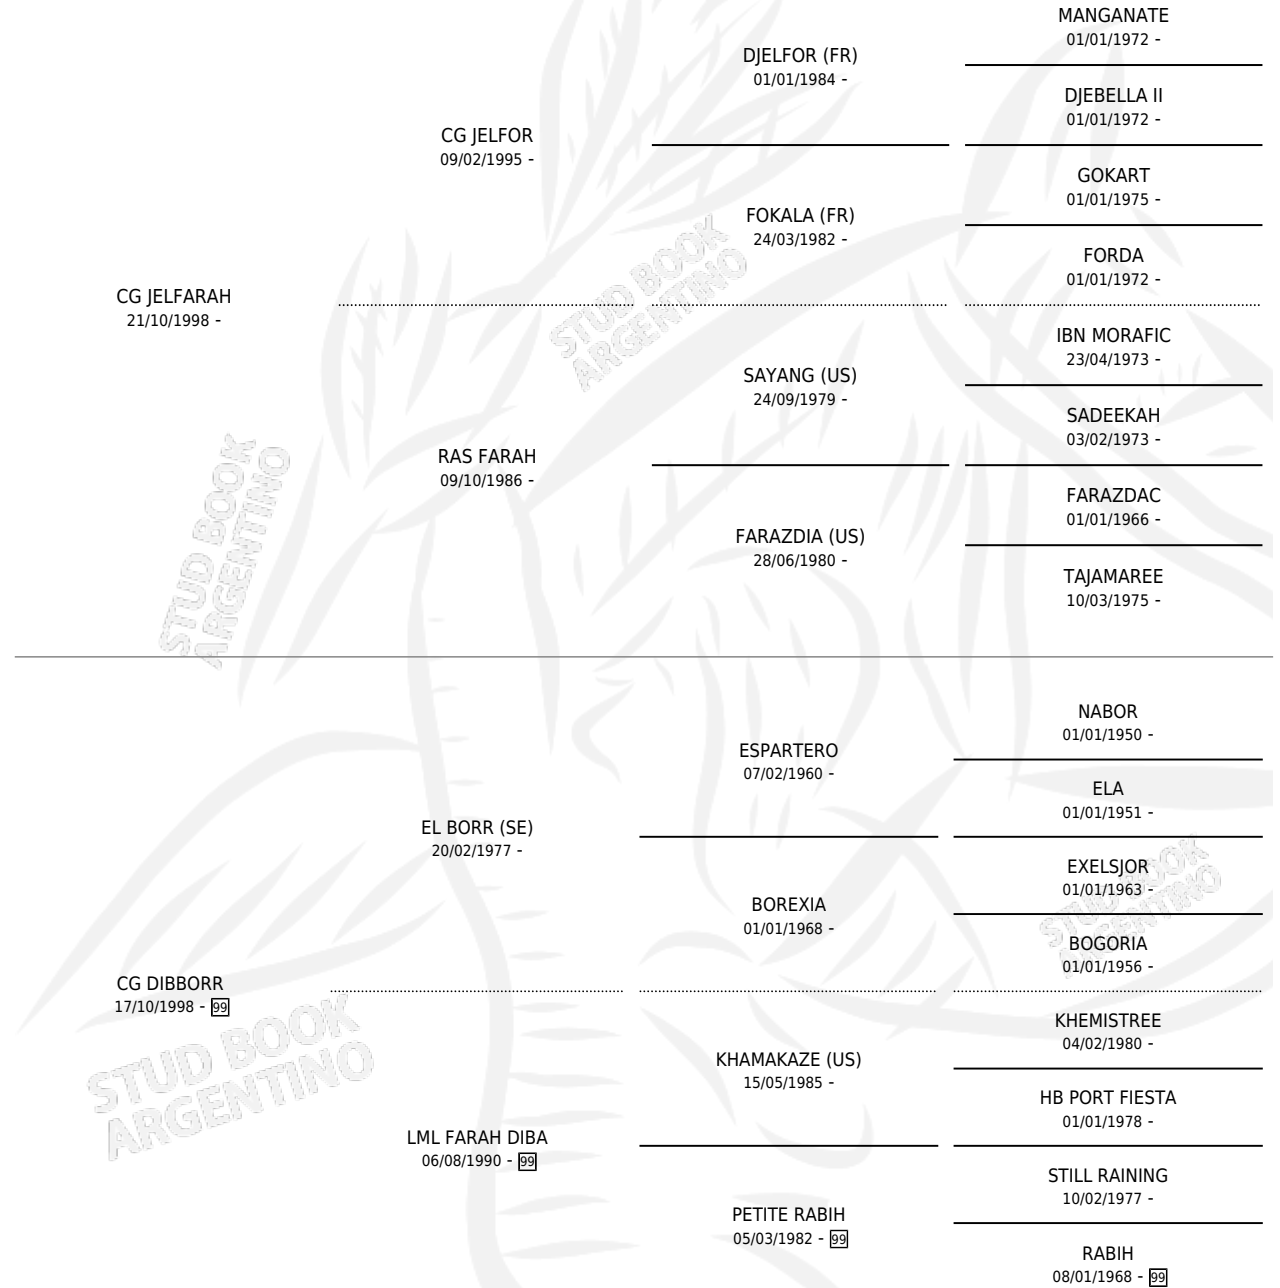 MANGANATE
01/01/1972 -
DJELFOR (FR)
01/01/1984 -
DJEBELLA II
01/01/1972 -
CG JELFOR
09/02/1995 -
GOKART
01/01/1975 -
FOKALA (FR)
24/03/1982 -
FORDA
01/01/1972 -
CG JELFARAH
21/10/1998 -
STUD BOOK
ARGENTINO
IBN MORAFIC
23/04/1973 -
SAYANG (US)
24/09/1979 -
SADEEKAH
03/02/1973 -
RAS FARAH
09/10/1986 -
FARAZDAC
01/01/1966 -
FARAZDIA (US)
28/06/1980 -
TAJAMAREE
10/03/1975 -
STUD BOOK
ARGENTINO
NABOR
01/01/1950 -
ESPARTERO
07/02/1960 -
ELA
01/01/1951 -
EL BORR (SE)
20/02/1977 -
EXELSJOR
01/01/1963 -
BOREXIA
01/01/1968 -
STUD BOOK
ARGENTINO
BOGORIA
01/01/1956 -
CG DIBBORR
17/10/1998 - 99
KHEMISTREE
04/02/1980 -
KHAMAKAZE (US)
15/05/1985 -
HB PORT FIESTA
01/01/1978 -
STUD BOOK
ARGENTINO
LML FARAH DIBA
06/08/1990 - 99
STILL RAINING
10/02/1977 -
PETITE RABIH
05/03/1982 - 99
RABIH
08/01/1968 - 99